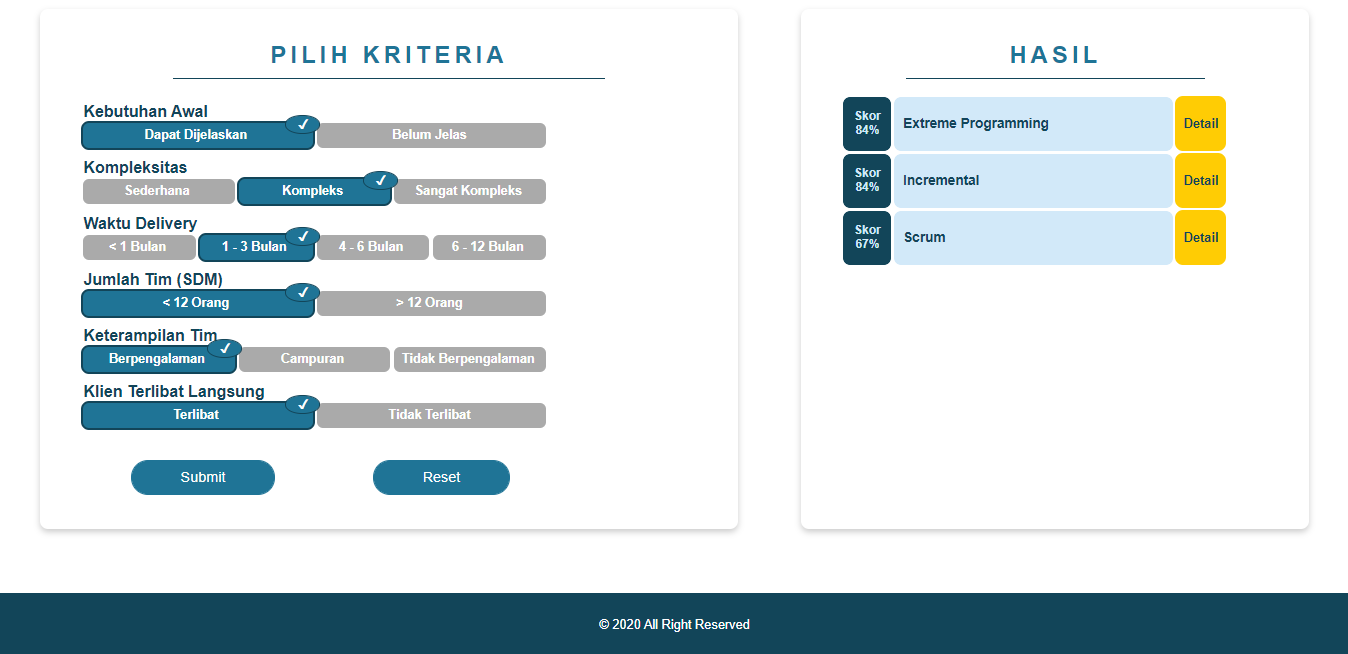 PILIH KRITERIA
Kebutuhan Awal
Dapat Dijelaskan ✓ Belum Jelas
Kompleksitas
Sederhana Kompleks ✓ Sangat Kompleks
Waktu Delivery
< 1 Bulan 1 - 3 Bulan ✓ 4 - 6 Bulan 6 - 12 Bulan
Jumlah Tim (SDM)
< 12 Orang ✓ > 12 Orang
Keterampilan Tim
Berpengalaman ✓ Campuran Tidak Berpengalaman
Klien Terlibat Langsung
Terlibat ✓ Tidak Terlibat
Submit Reset
HASIL
Skor
84%
Extreme Programming
Detail
Skor
84%
Incremental
Detail
Skor
67%
Scrum
Detail
© 2020 All Right Reserved